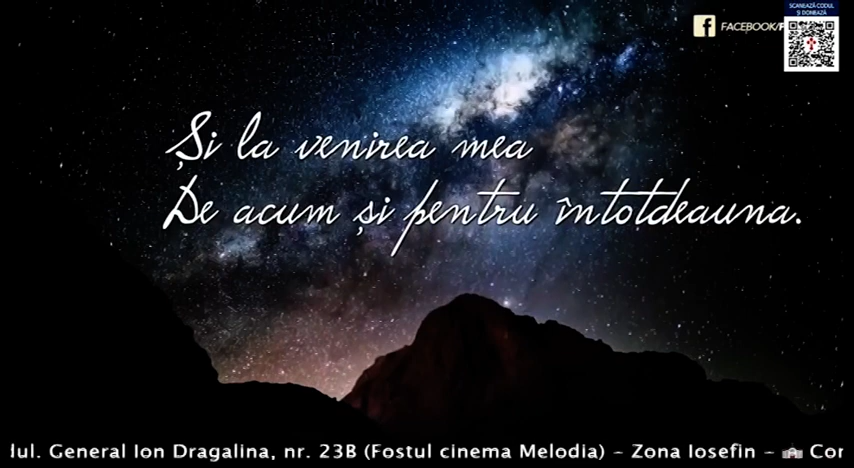 SCANEAZĂ CODUL
ȘI DONEAZĂ
FACEBOOK/
Și la venirea mea
De acum și pentru întotdeauna.
lul. General Ion Dragalina, nr. 23B (Fostul cinema Melodia) – Zona Iosefin – Cor